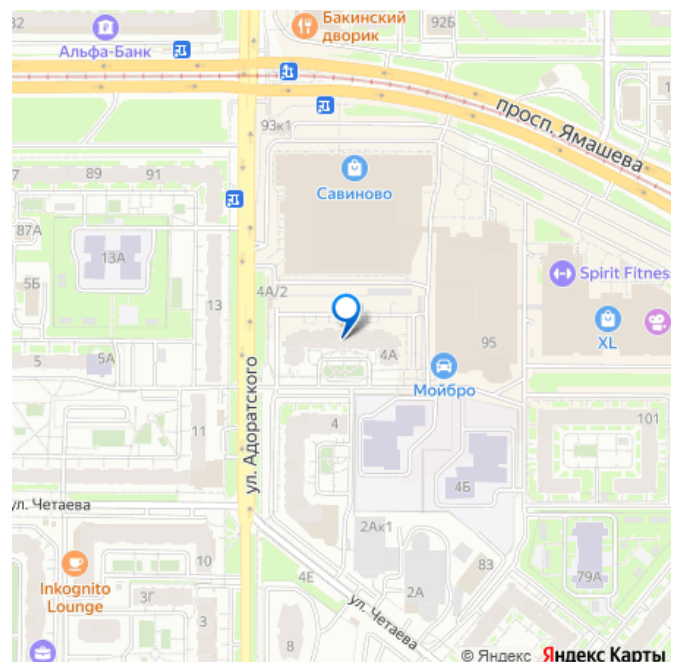 32
Альфа-Банк
Бакинский
дворик
92Б
просп. Ямашева
93к1
89
91
Савиново
87А
13А
5Б
Spirit Fitnes
4А/2
13
XL
95
4А
5
5А
Мойбро
ул. Адоратского
101
4
11
4Б
ул. Четаева
2Ак1
10
83
Inkognito
Lounge
4Е
79А
3Г
2А
3
ул. Четаева
8
© Яндекс Яндекс Карты